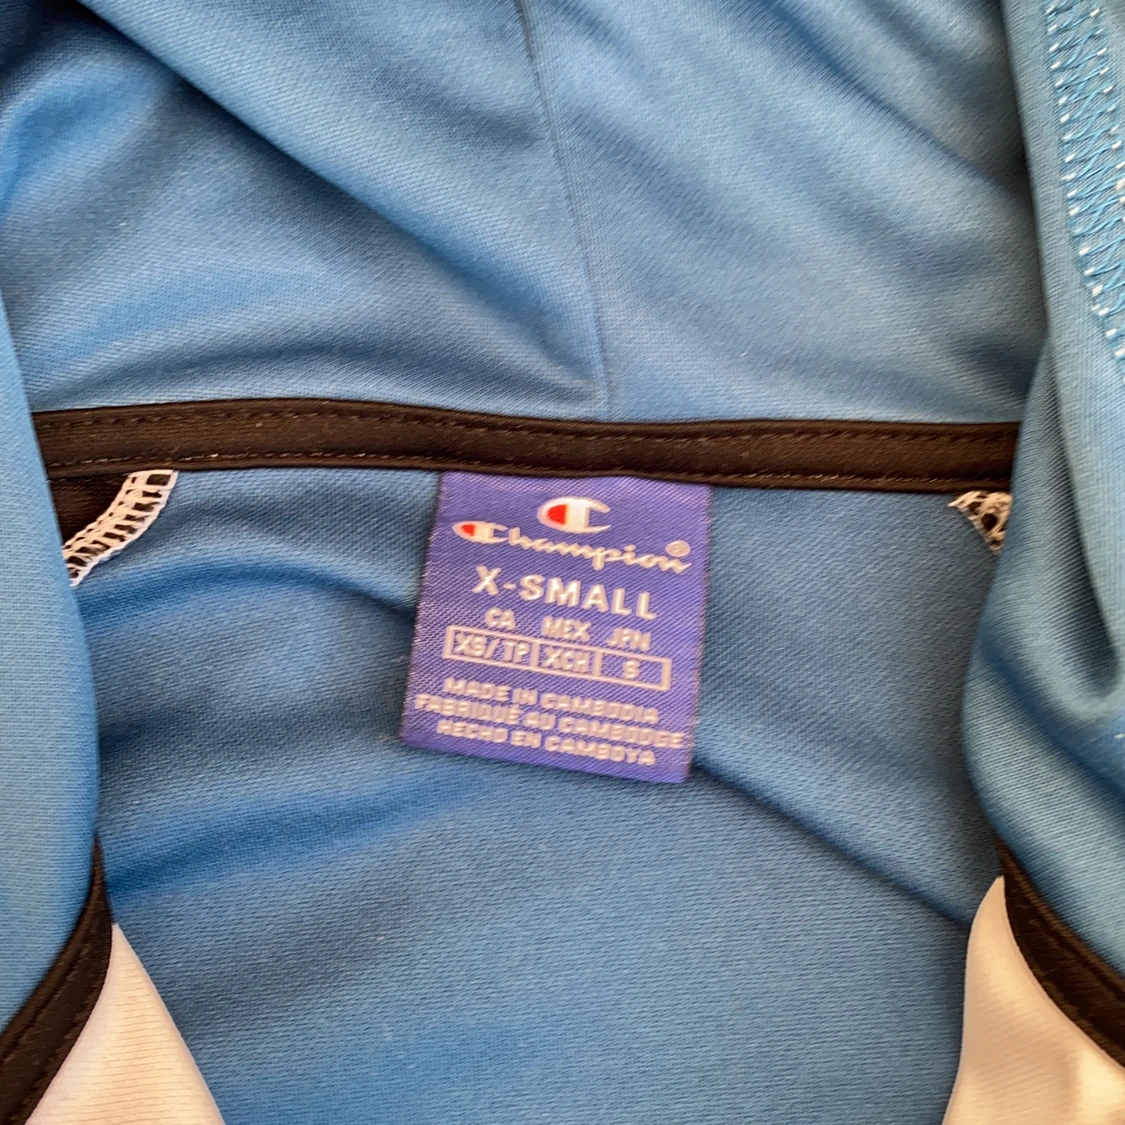 Champion®
X-SMALL
CA MEX JPN
XS/TP XCH S
MADE IN CAMBODIA
FABRIQUÉ AU CAMBODGE
HECHO EN CAMBOYA